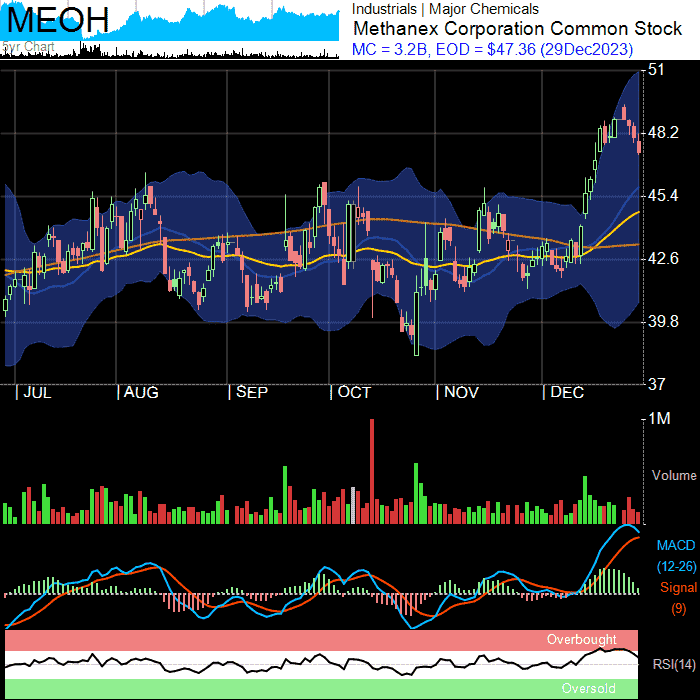 MEOH
5yr Chart
Industrials | Major Chemicals
Methanex Corporation Common Stock
MC = 3.2B, EOD = $47.36 (29Dec2023)
51
48.2
45.4
42.6
39.8
37
| JUL | AUG | SEP | OCT | NOV | DEC
1M
Volume
MACD
(12-26)
Signal
(9)
Overbought
RSI(14)
Oversold